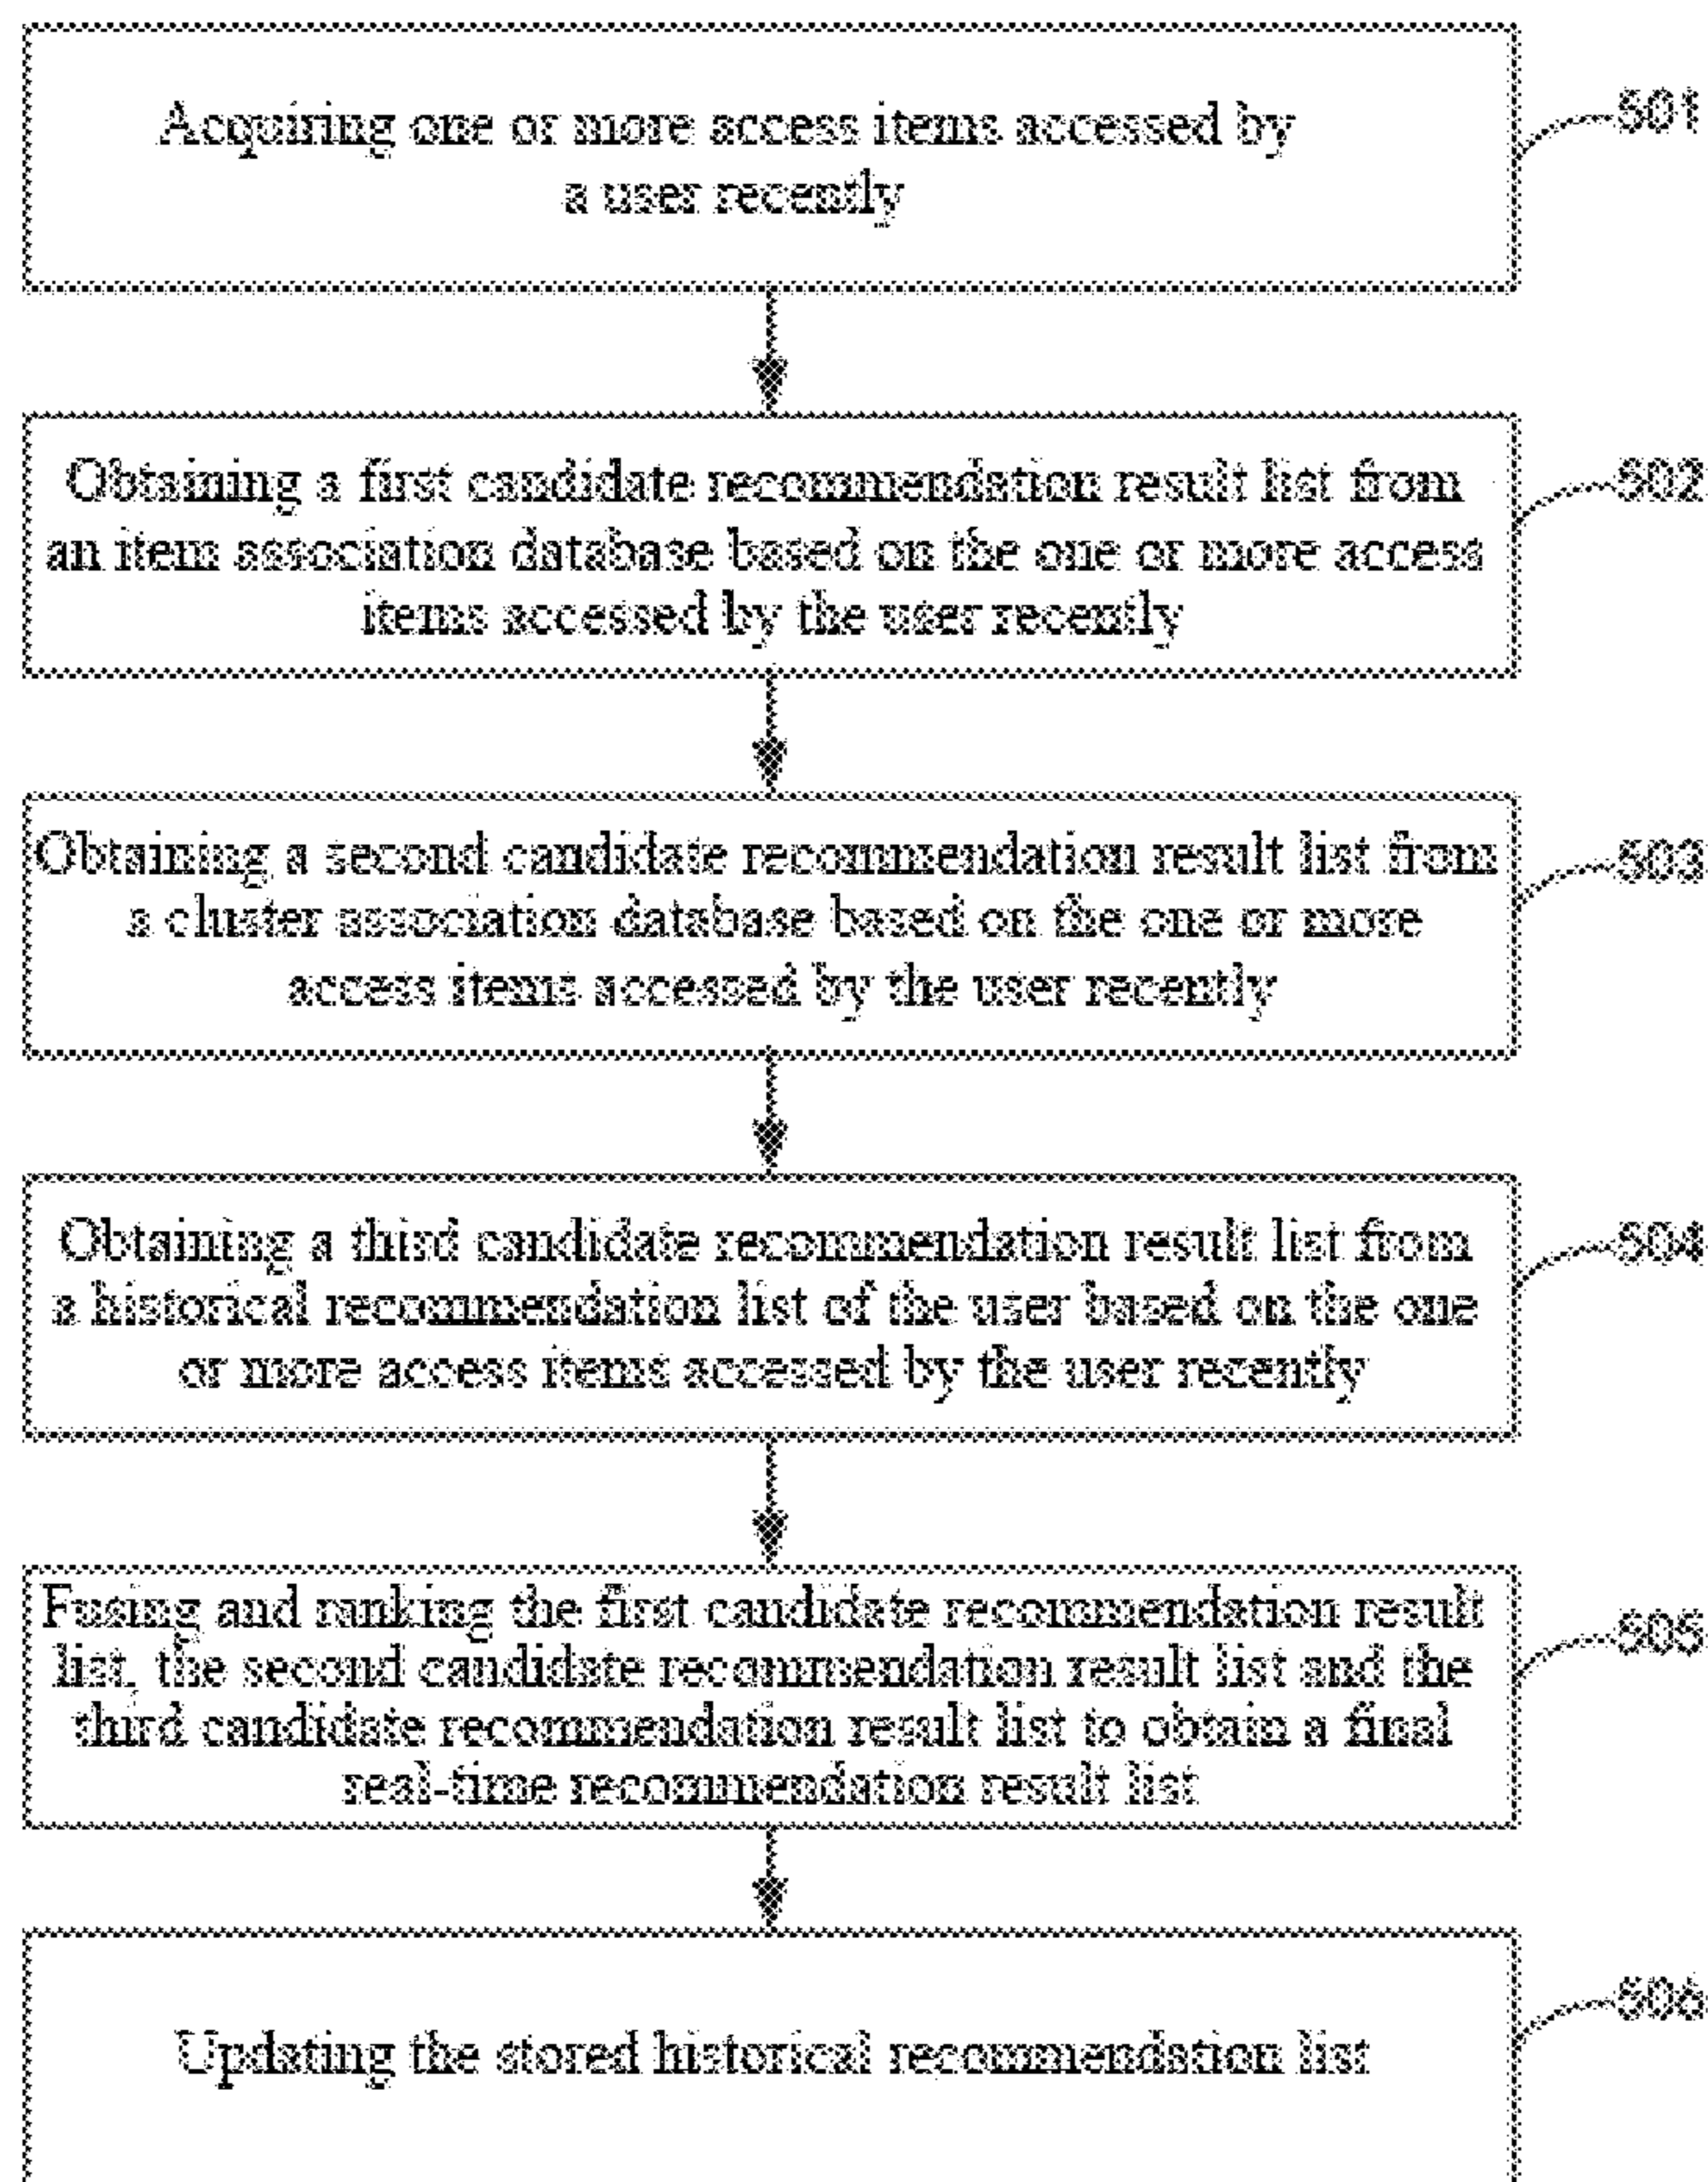 Acquiring one or more access items accessed by
a user recently
501
Obtaining a first candidate recommendation result list from
an item association database based on the one or more access
items accessed by the user recently
502
Obtaining a second candidate recommendation result list from
a cluster association database based on the one or more
access items accessed by the user recently
503
Obtaining a third candidate recommendation result list from
a historical recommendation list of the user based on the one
or more access items accessed by the user recently
504
Fusing and ranking the first candidate recommendation result
list, the second candidate recommendation result list and the
third candidate recommendation result list to obtain a final
real-time recommendation result list
505
Updating the stored historical recommendation list
506